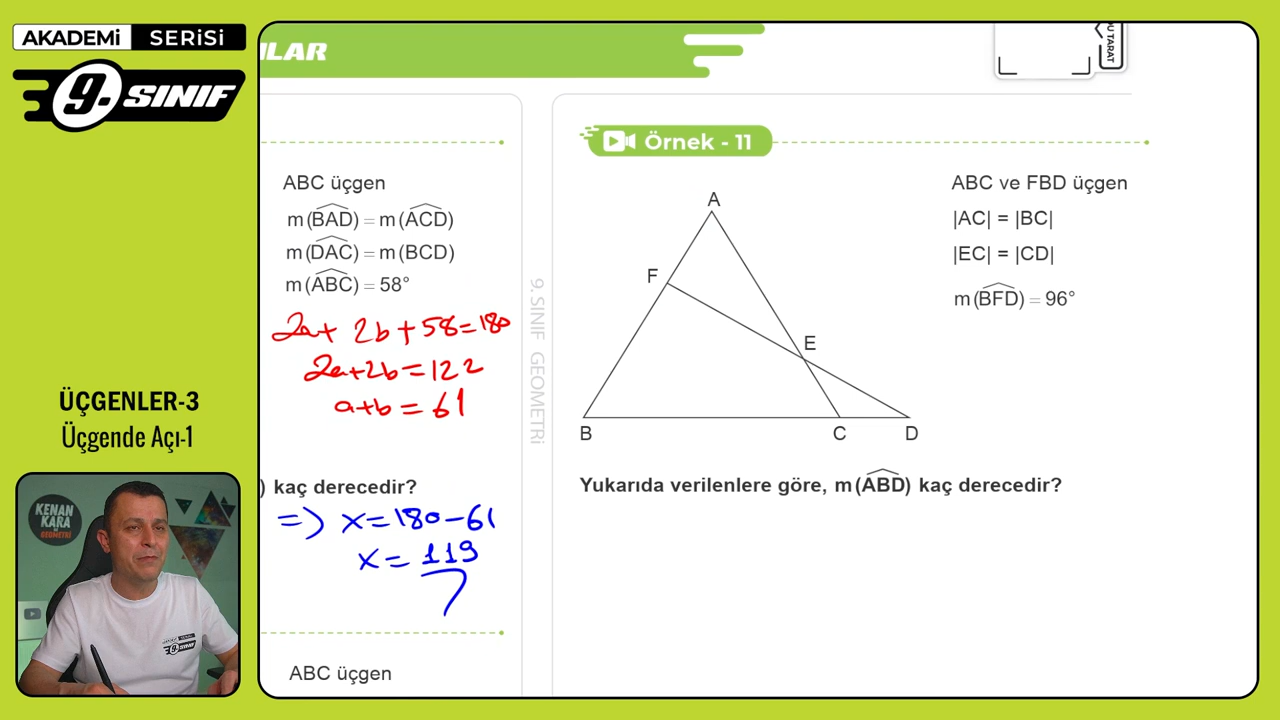 AKADEMİ SERİSİ
9. SINIF
ÜÇGENLER-3
Üçgende Açı-1
KENAN
KARA
GEOMETRİ
9.SINIF
ILAR
ABC üçgen
m(BAD) = m(ACD)
m(DAC) = m(BCD)
m(ABC) = 58°
2a+ 2b+58=180
2a+2b=122
a+b=61
) kaç derecedir?
=> x=180-61
x=119
ABC üçgen
9. SINIF GEOMETRİ
TARAT
Örnek - 11
ABC ve FBD üçgen
|AC| = |BC|
|EC| = |CD|
m(BFD) = 96°
A
F
E
B C D
Yukarıda verilenlere göre, m(ABD) kaç derecedir?